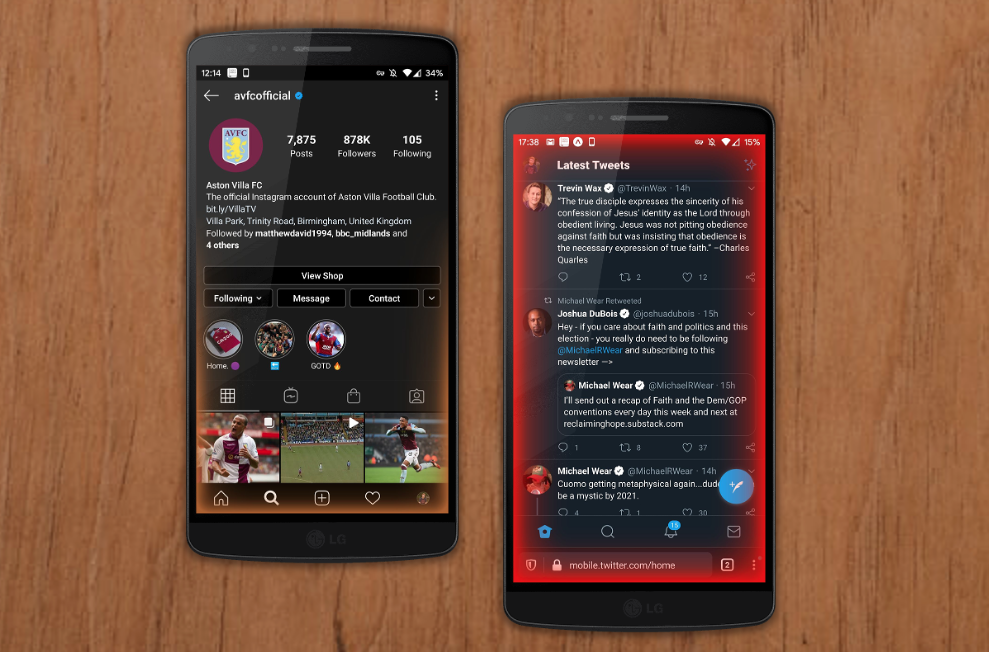 12:14
34%
avfcofficial
AVFC
7,875 878K 105
Posts Followers Following
Aston Villa FC
The official Instagram account of Aston Villa Football Club.
bit.ly/VillaTV
Villa Park, Trinity Road, Birmingham, United Kingdom
Followed by matthewdavid1994, bbc_midlands and
4 others
View Shop
Following Message Contact
Home.
GOTD 🔥
LG
17:38
15%
Latest Tweets
Trevin Wax @TrevinWax · 14h
"The true disciple expresses the sincerity of his
confession of Jesus' identity as the Lord through
obedient living. Jesus was not pitting obedience
against faith but was insisting that obedience is
the necessary expression of true faith." –Charles
Quarles
2 12
Michael Wear Retweeted
Joshua DuBois @joshuadubois · 15h
Hey - if you care about faith and politics and this
election - you really do need to be following
@MichaelRWear and subscribing to this
newsletter —>
Michael Wear @MichaelRWear · 15h
I'll send out a recap of Faith and the Dem/GOP
conventions every day this week and next at
reclaiminghope.substack.com
1 8 37
Michael Wear @MichaelRWear · 14h
Cuomo getting metaphysical again...dude
be a mystic by 2021.
4 1 30
15
mobile.twitter.com/home
2
LG